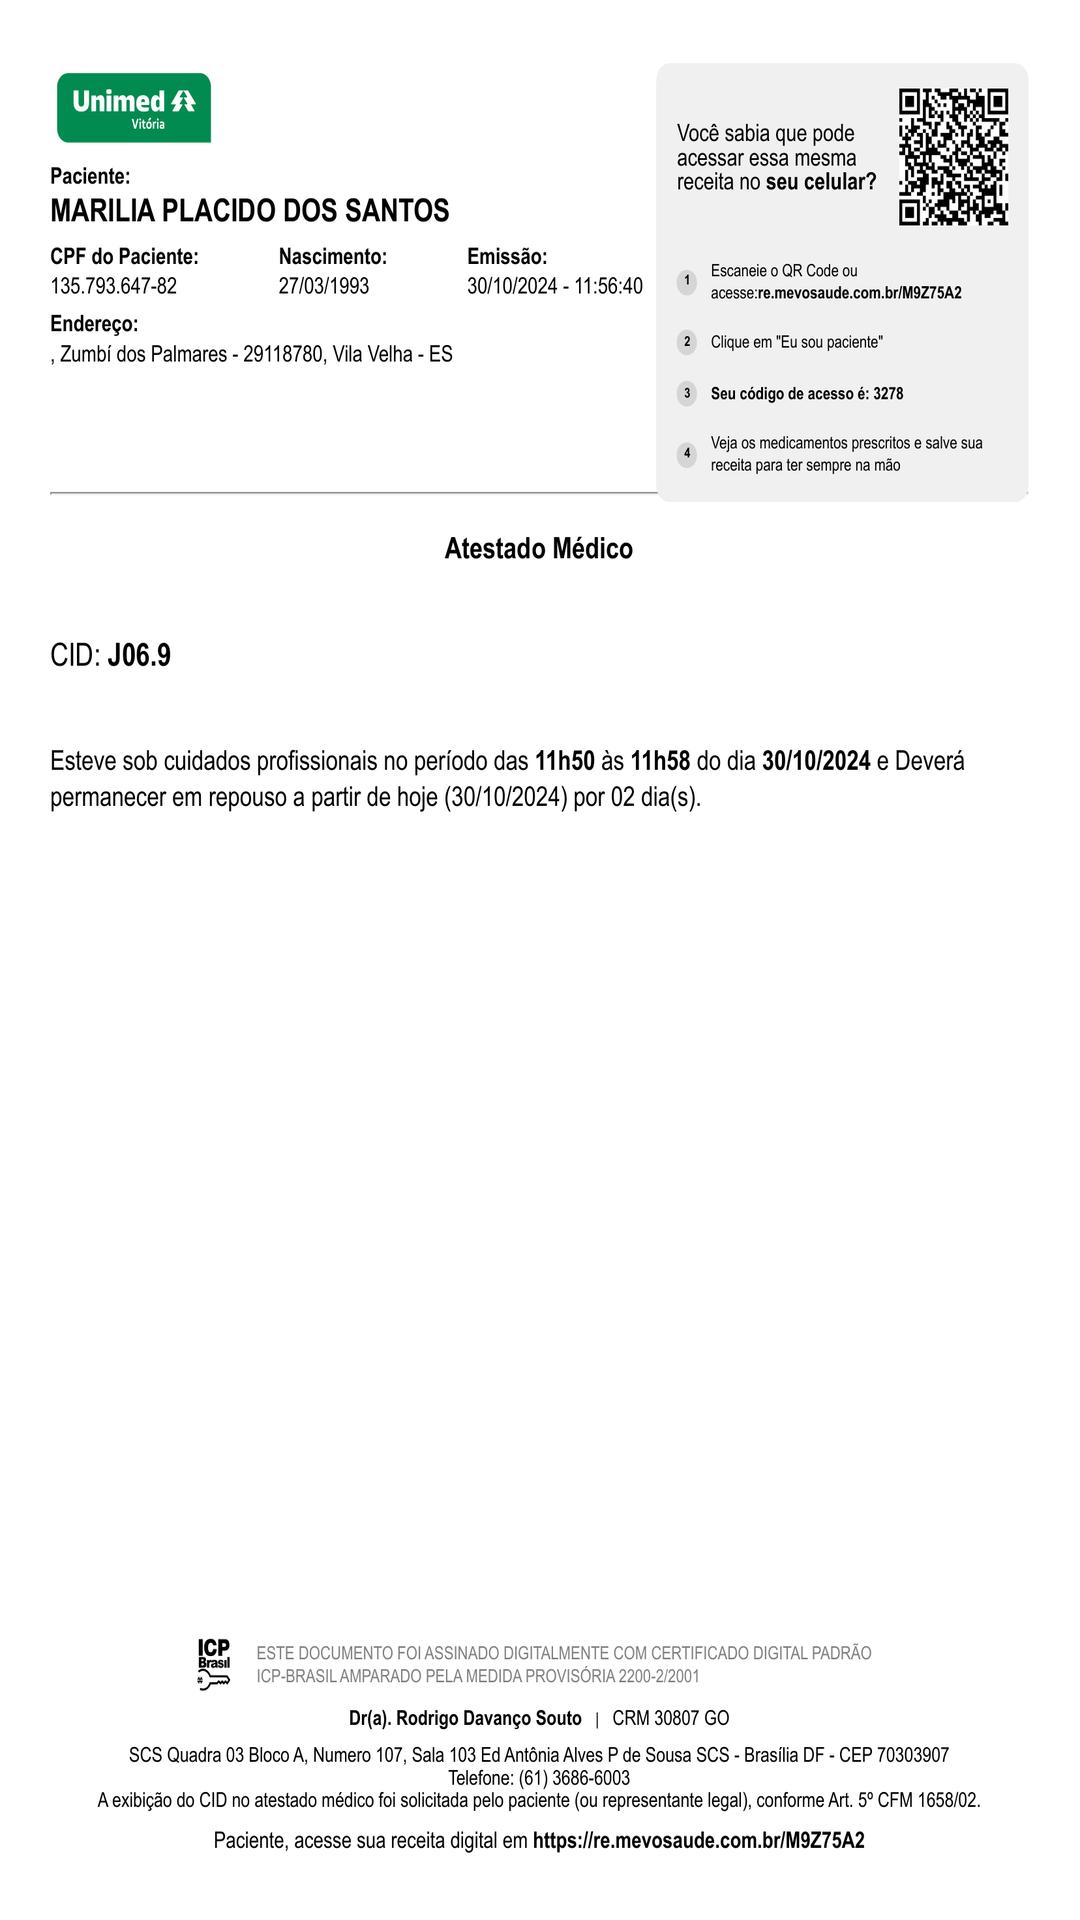 Unimed
Vitória
Paciente:
MARILIA PLACIDO DOS SANTOS
CPF do Paciente: Nascimento: Emissão:
135.793.647-82 27/03/1993 30/10/2024 - 11:56:40
Endereço:
, Zumbí dos Palmares - 29118780, Vila Velha - ES
Você sabia que pode
acessar essa mesma
receita no seu celular?
1 Escaneie o QR Code ou
acesse:re.mevosaude.com.br/M9Z75A2
2 Clique em "Eu sou paciente"
3 Seu código de acesso é: 3278
4 Veja os medicamentos prescritos e salve sua
receita para ter sempre na mão
Atestado Médico
CID: J06.9
Esteve sob cuidados profissionais no período das 11h50 às 11h58 do dia 30/10/2024 e Deverá
permanecer em repouso a partir de hoje (30/10/2024) por 02 dia(s).
ICP
Brasil
ESTE DOCUMENTO FOI ASSINADO DIGITALMENTE COM CERTIFICADO DIGITAL PADRÃO
ICP-BRASIL AMPARADO PELA MEDIDA PROVISÓRIA 2200-2/2001
Dr(a). Rodrigo Davanço Souto | CRM 30807 GO
SCS Quadra 03 Bloco A, Numero 107, Sala 103 Ed Antônia Alves P de Sousa SCS - Brasília DF - CEP 70303907
Telefone: (61) 3686-6003
A exibição do CID no atestado médico foi solicitada pelo paciente (ou representante legal), conforme Art. 5º CFM 1658/02.
Paciente, acesse sua receita digital em https://re.mevosaude.com.br/M9Z75A2